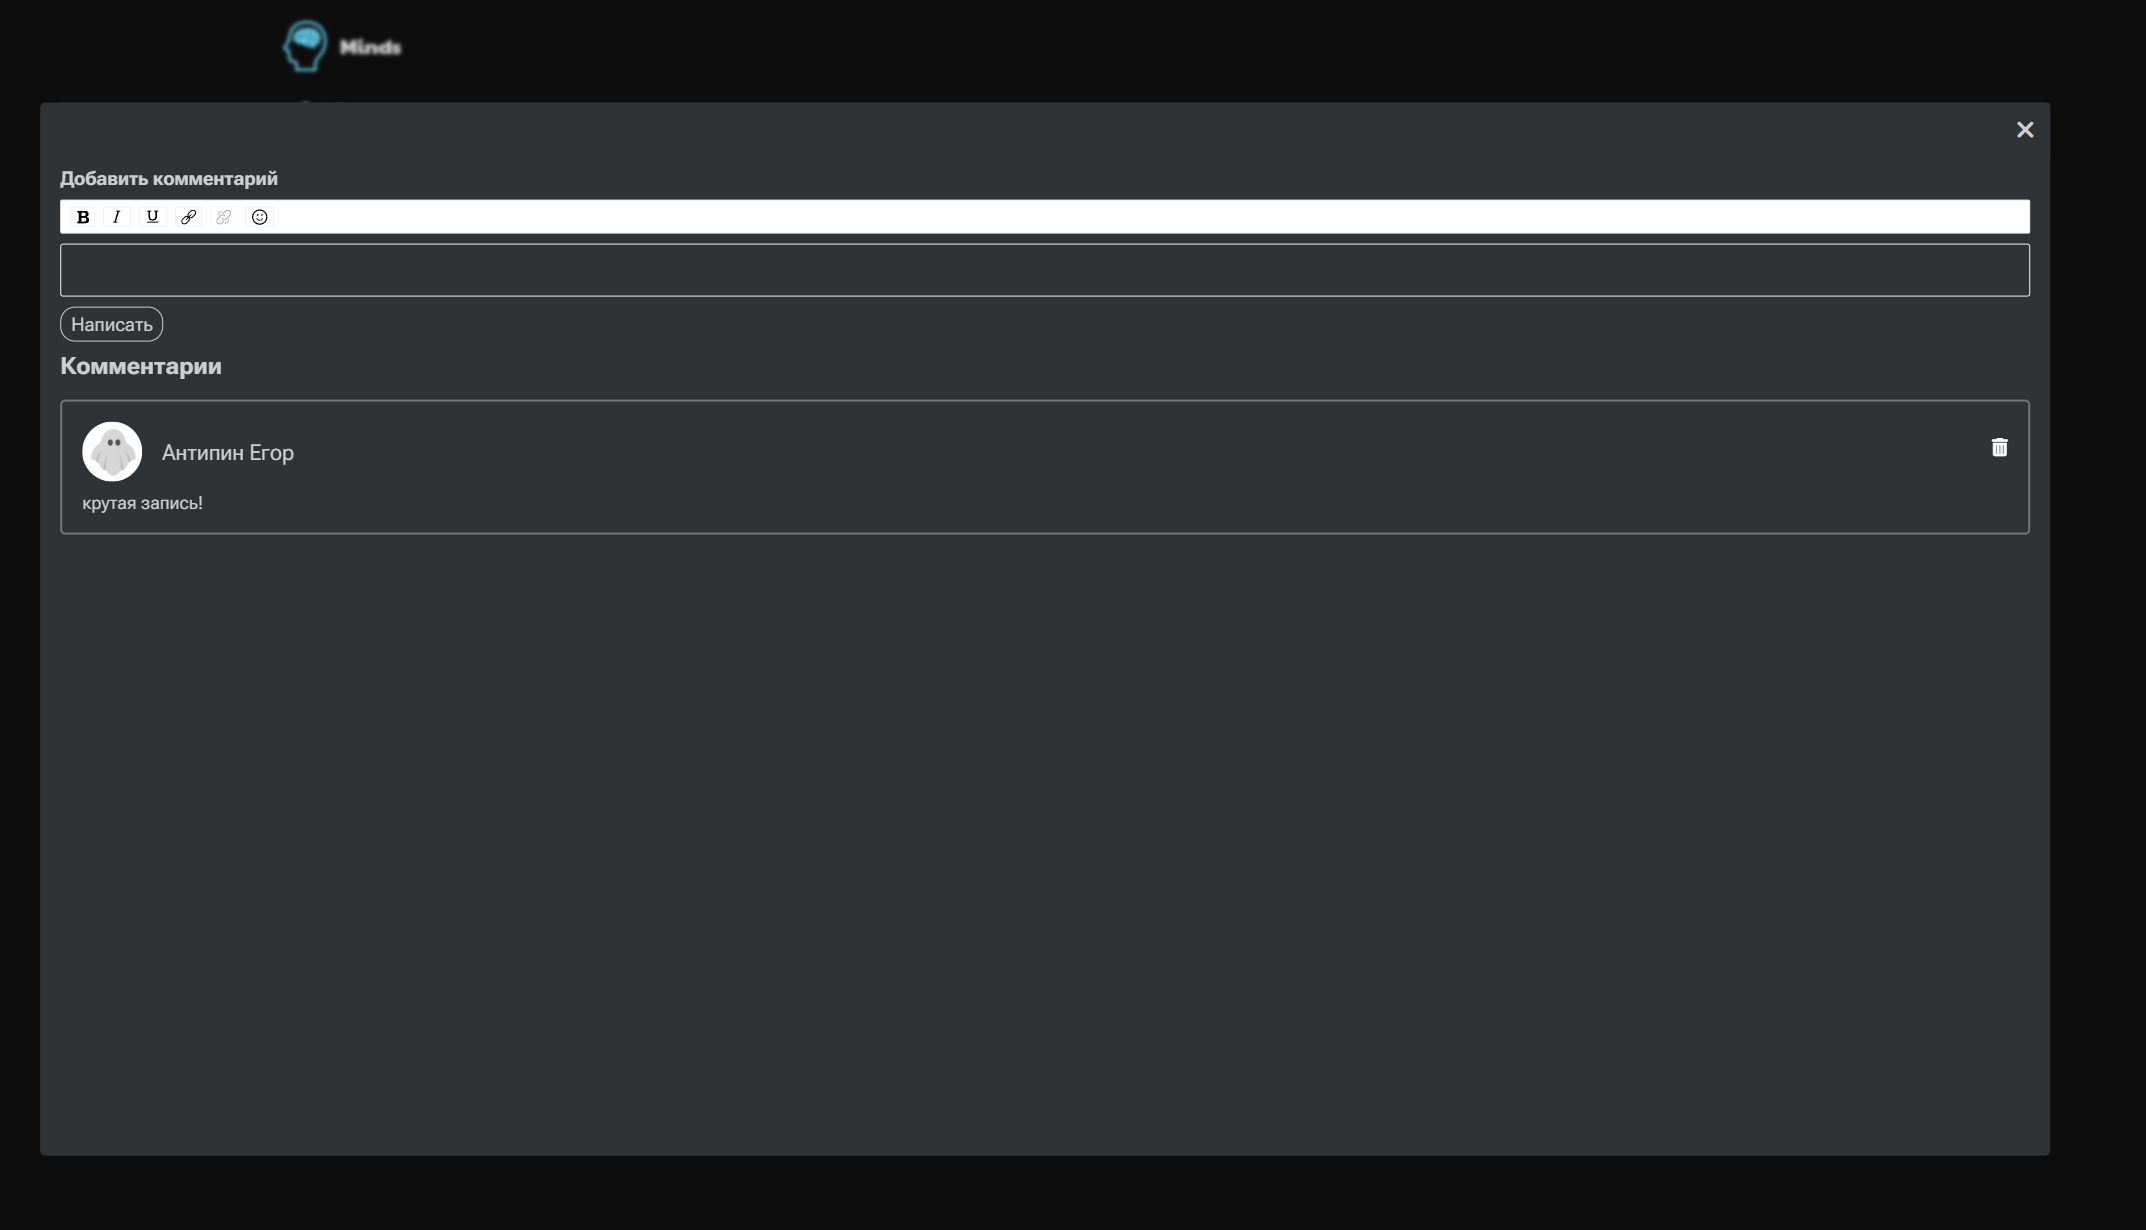 Minds
Добавить комментарий
B I U
Написать
Комментарии
Антипин Егор
крутая запись!